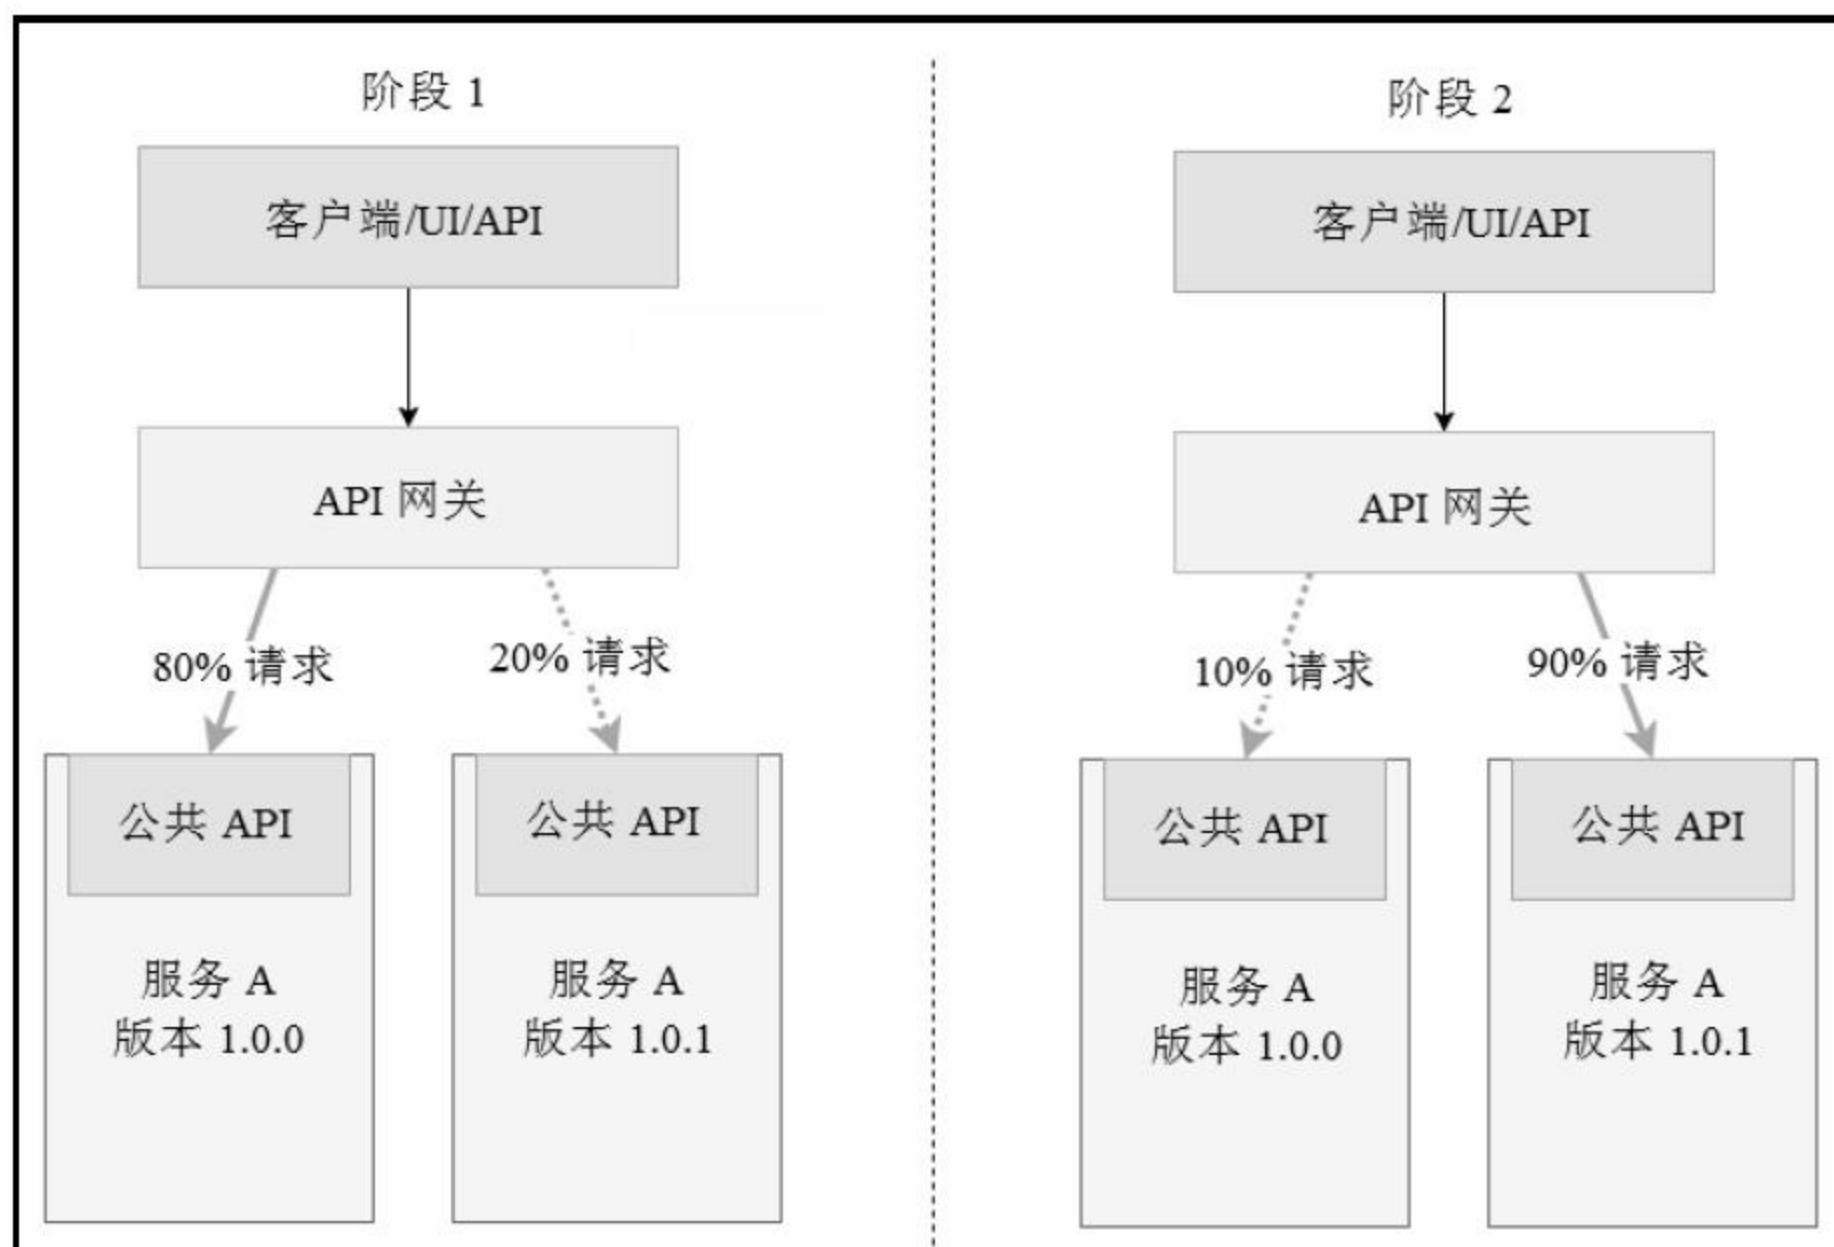 阶段 1
客户端/UI/API
API 网关
80% 请求
20% 请求
公共 API
公共 API
服务 A
版本 1.0.0
服务 A
版本 1.0.1
阶段 2
客户端/UI/API
API 网关
10% 请求
90% 请求
公共 API
公共 API
服务 A
版本 1.0.0
服务 A
版本 1.0.1